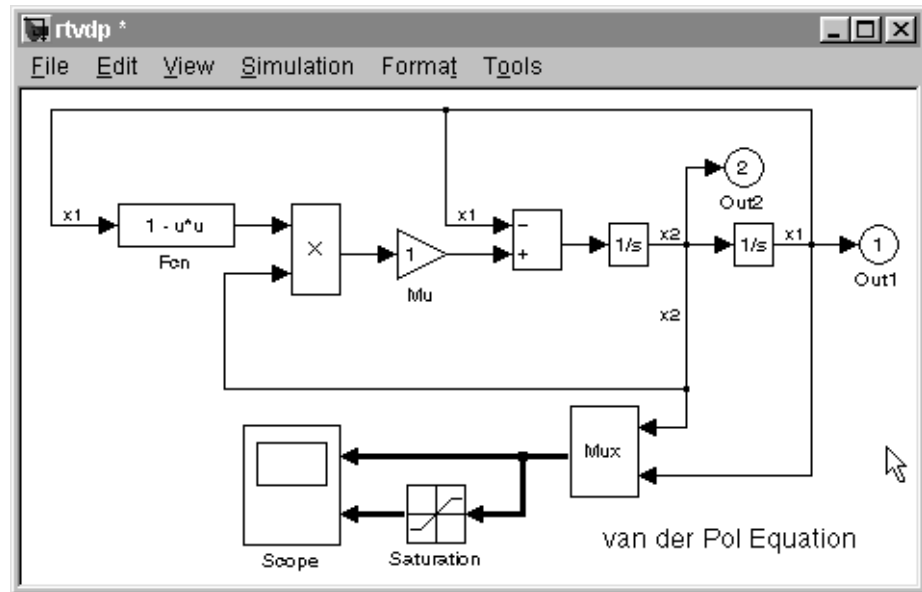 rtvdp *
File Edit View Simulation Format Tools
2
Out2
x1
1 - u*u
Fcn
×
1
Mu
x1
−
+
1/s
x2
1/s
x1
1
Out1
x2
Mux
Scope
Saturation
van der Pol Equation